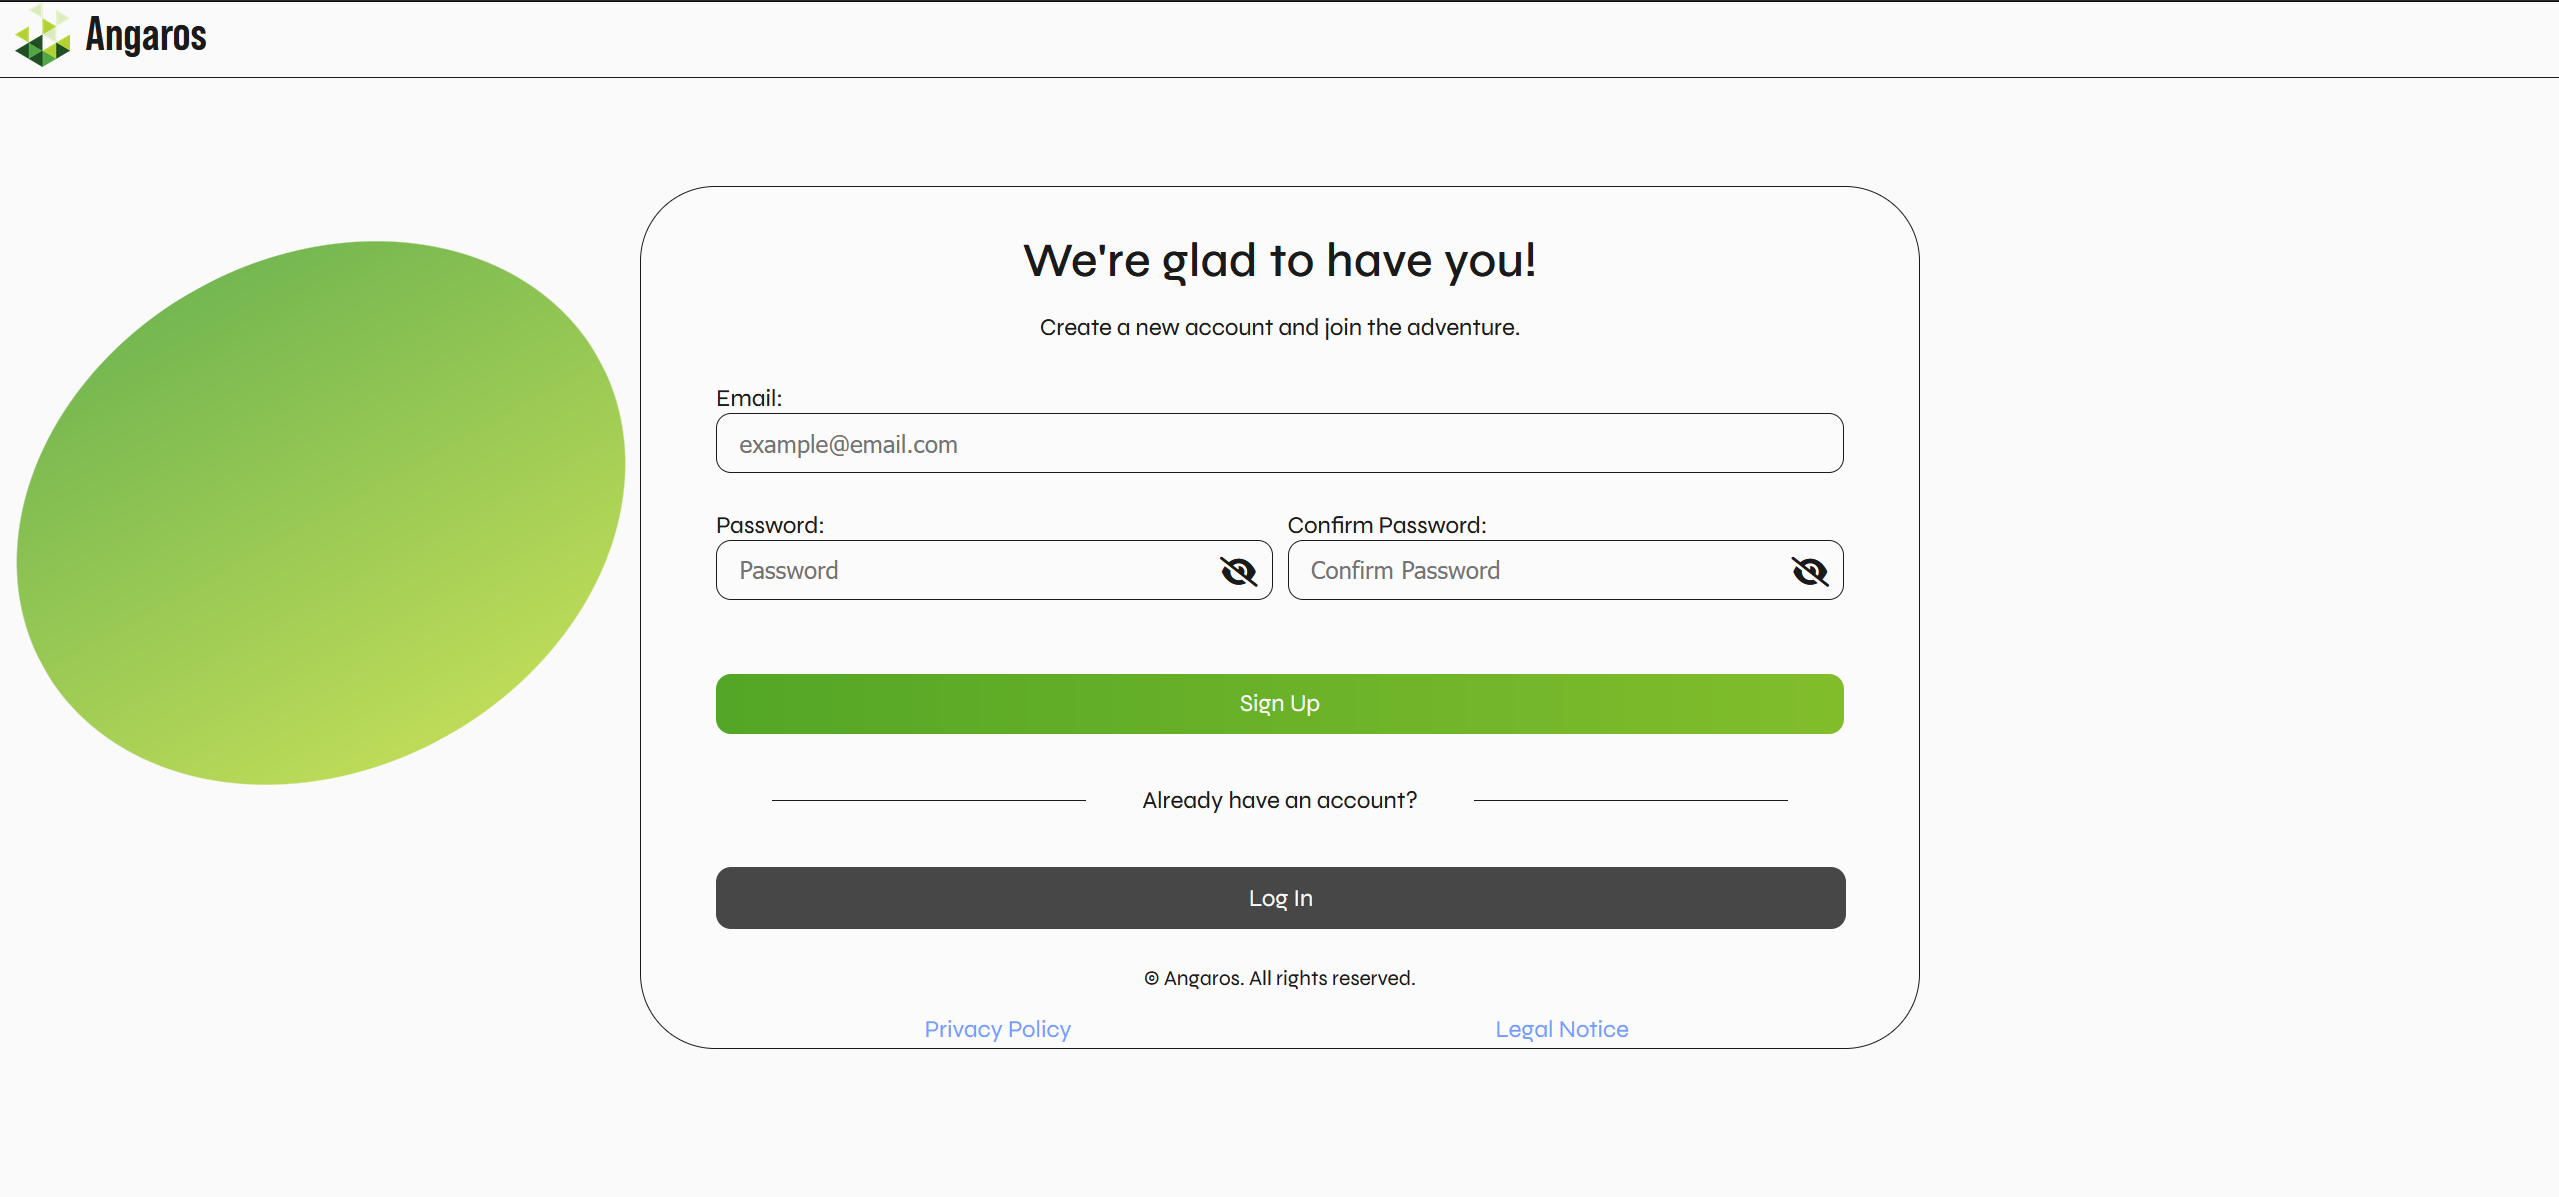 Angaros
We're glad to have you!
Create a new account and join the adventure.
Email:
example@email.com
Password: Confirm Password:
Password Confirm Password
Sign Up
Already have an account?
Log In
© Angaros. All rights reserved.
Privacy Policy Legal Notice